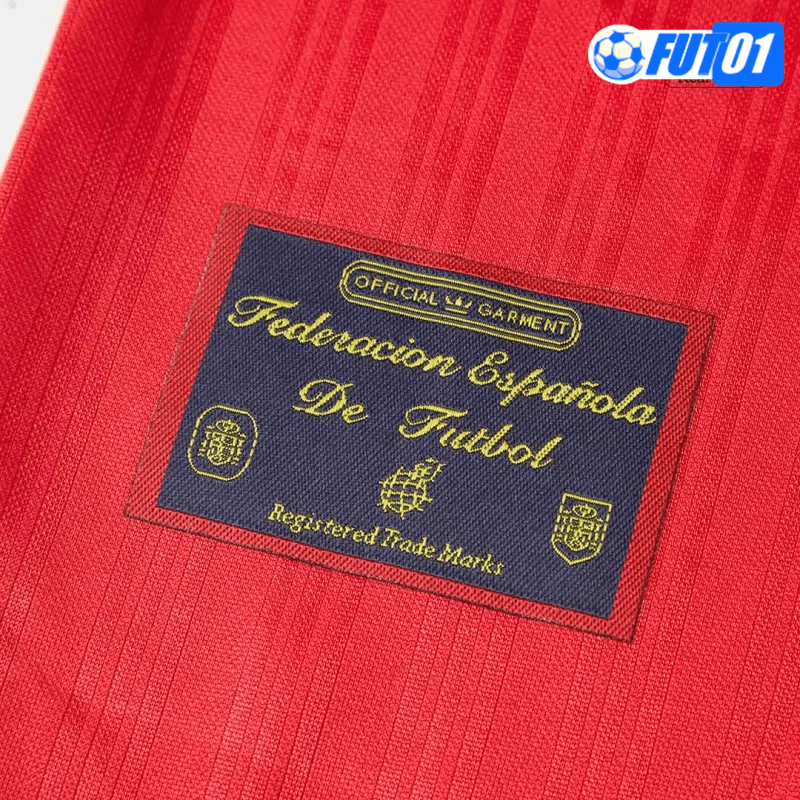 FUT01
OFFICIAL GARMENT
Federacion Española
De Futbol
Registered Trade Marks